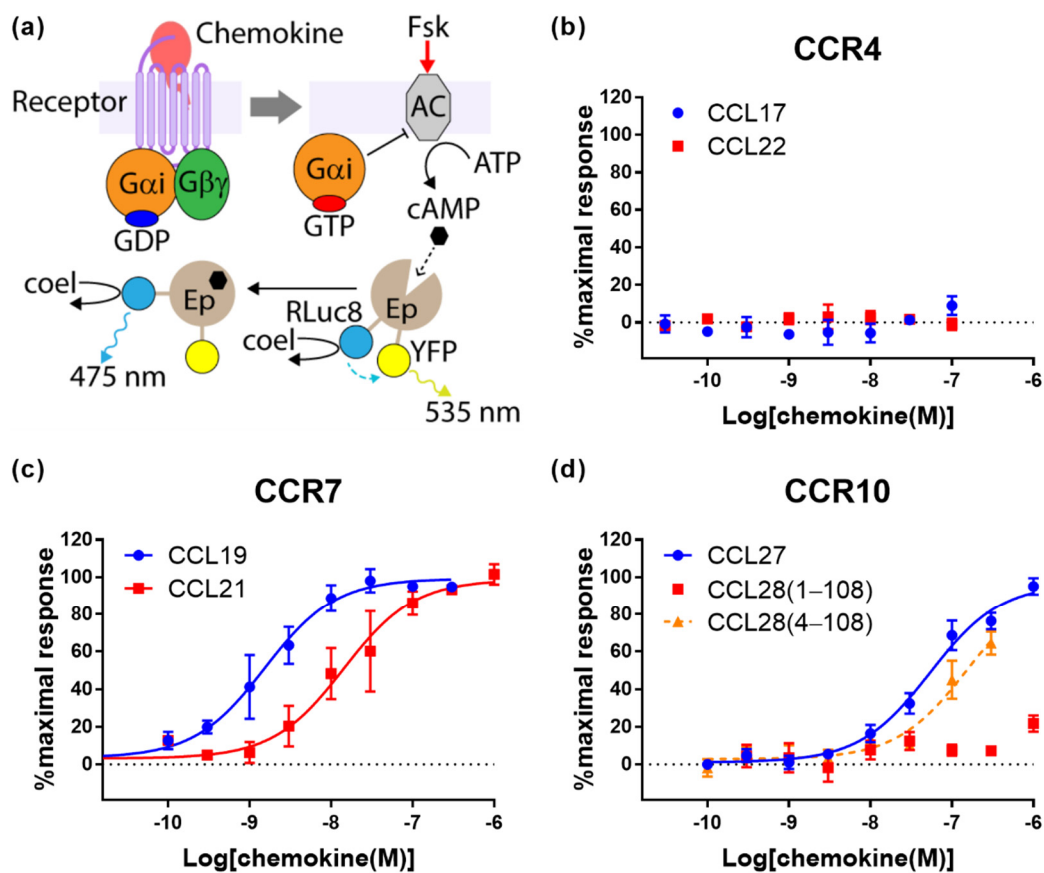 (a)
Chemokine
Fsk
Receptor
AC
Gαi
Gβγ
Gαi
ATP
GDP
GTP
cAMP
coel
Ep
RLuc8
Ep
coel
YFP
475 nm
535 nm
(b)
CCR4
%maximal response
120
100
80
60
40
20
0
CCL17
CCL22
-10
-9
-8
-7
-6
Log[chemokine(M)]
(c)
CCR7
%maximal response
120
100
80
60
40
20
0
CCL19
CCL21
-10
-9
-8
-7
-6
Log[chemokine(M)]
(d)
CCR10
%maximal response
120
100
80
60
40
20
0
CCL27
CCL28(1–108)
CCL28(4–108)
-10
-9
-8
-7
-6
Log[chemokine(M)]